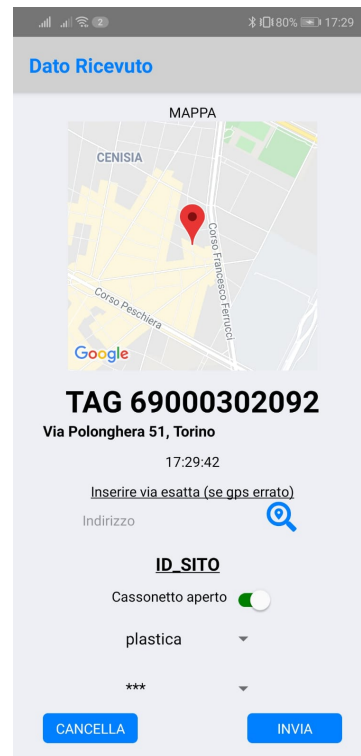 2 80% 17:29
Dato Ricevuto
MAPPA
CENISIA
Corso Francesco Ferrucci
Corso Peschiera
Google
TAG 69000302092
Via Polonghera 51, Torino
17:29:42
Inserire via esatta (se gps errato)
Indirizzo
ID_SITO
Cassonetto aperto
plastica
***
CANCELLA INVIA